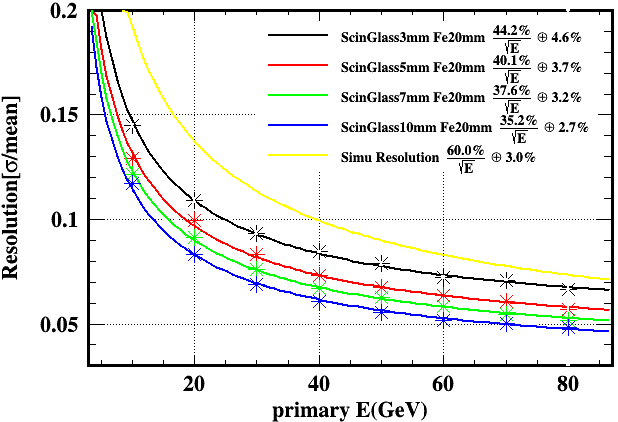 0.2
0.15
0.1
0.05
Resolution[σ/mean]
ScinGlass3mm Fe20mm 44.2%/√E ⊕ 4.6%
ScinGlass5mm Fe20mm 40.1%/√E ⊕ 3.7%
ScinGlass7mm Fe20mm 37.6%/√E ⊕ 3.2%
ScinGlass10mm Fe20mm 35.2%/√E ⊕ 2.7%
Simu Resolution 60.0%/√E ⊕ 3.0%
20 40 60 80
primary E(GeV)